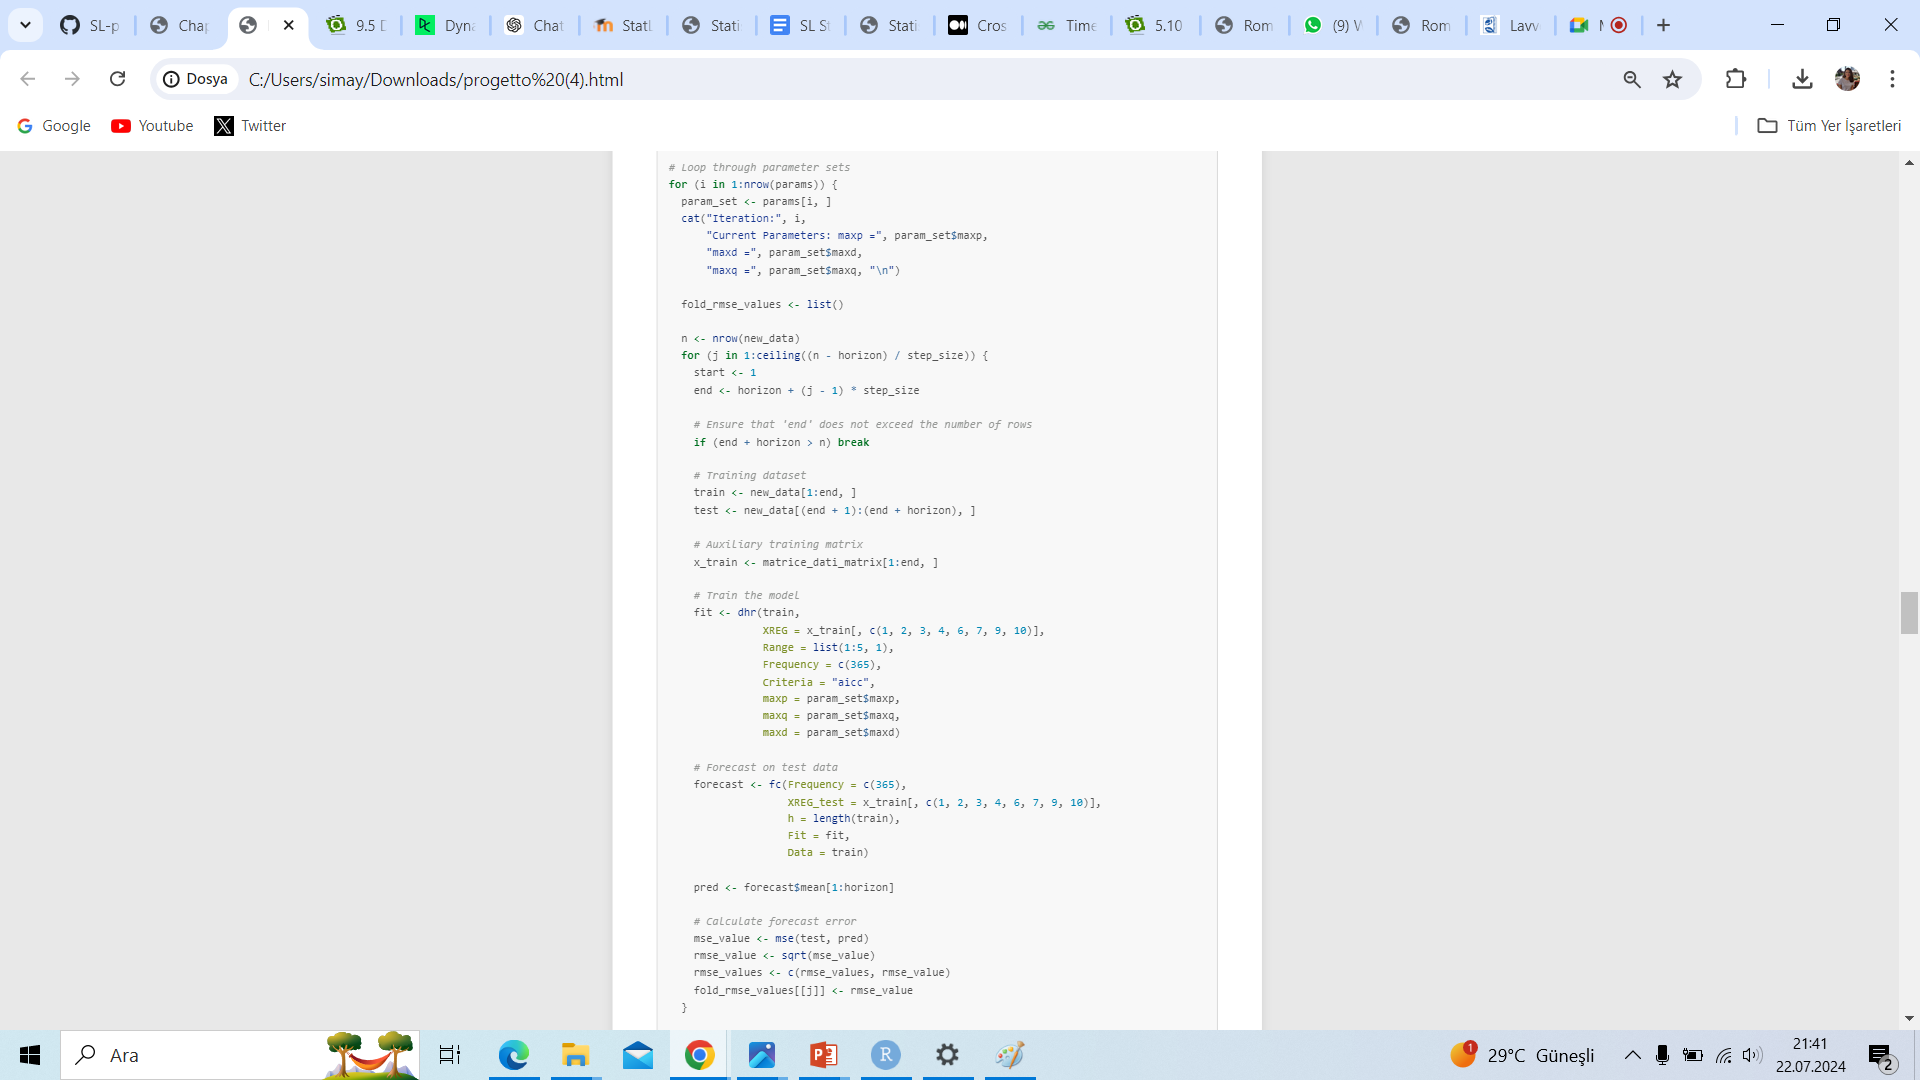 SL-p
Chap
9.5 D
Dyna
Chat
StatL
Stati
SL St
Stati
Cros
Time
5.10
Rom
(9) V
Rom
Lavv
Dosya
C:/Users/simay/Downloads/progetto%20(4).html
Google
Youtube
Twitter
Tüm Yer İşaretleri
# Loop through parameter sets
for (i in 1:nrow(params)) {
param_set <- params[i, ]
cat("Iteration:", i,
"Current Parameters: maxp =", param_set$maxp,
"maxd =", param_set$maxd,
"maxq =", param_set$maxq, "\n")
fold_rmse_values <- list()
n <- nrow(new_data)
for (j in 1:ceiling((n - horizon) / step_size)) {
start <- 1
end <- horizon + (j - 1) * step_size
# Ensure that 'end' does not exceed the number of rows
if (end + horizon > n) break
# Training dataset
train <- new_data[1:end, ]
test <- new_data[(end + 1):(end + horizon), ]
# Auxiliary training matrix
x_train <- matrice_dati_matrix[1:end, ]
# Train the model
fit <- dhr(train,
XREG = x_train[, c(1, 2, 3, 4, 6, 7, 9, 10)],
Range = list(1:5, 1),
Frequency = c(365),
Criteria = "aicc",
maxp = param_set$maxp,
maxq = param_set$maxq,
maxd = param_set$maxd)
# Forecast on test data
forecast <- fc(Frequency = c(365),
XREG_test = x_train[, c(1, 2, 3, 4, 6, 7, 9, 10)],
h = length(train),
Fit = fit,
Data = train)
pred <- forecast$mean[1:horizon]
# Calculate forecast error
mse_value <- mse(test, pred)
rmse_value <- sqrt(mse_value)
rmse_values <- c(rmse_values, rmse_value)
fold_rmse_values[[j]] <- rmse_value
}
Ara
1
29°C Güneşli
21:41
22.07.2024
2